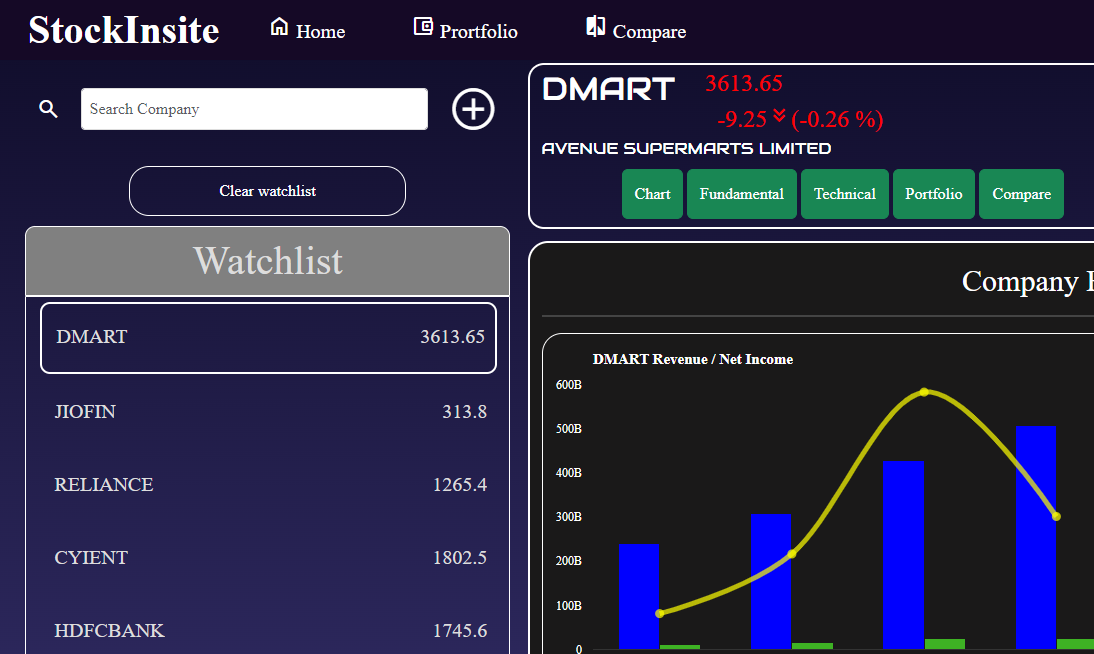 StockInsite
Home
Prortfolio
Compare
Search Company
Clear watchlist
Watchlist
DMART 3613.65
JIOFIN 313.8
RELIANCE 1265.4
CYIENT 1802.5
HDFCBANK 1745.6
DMART 3613.65
-9.25 (-0.26 %)
AVENUE SUPERMARTS LIMITED
Chart
Fundamental
Technical
Portfolio
Compare
Company
DMART Revenue / Net Income
600B
500B
400B
300B
200B
100B
0